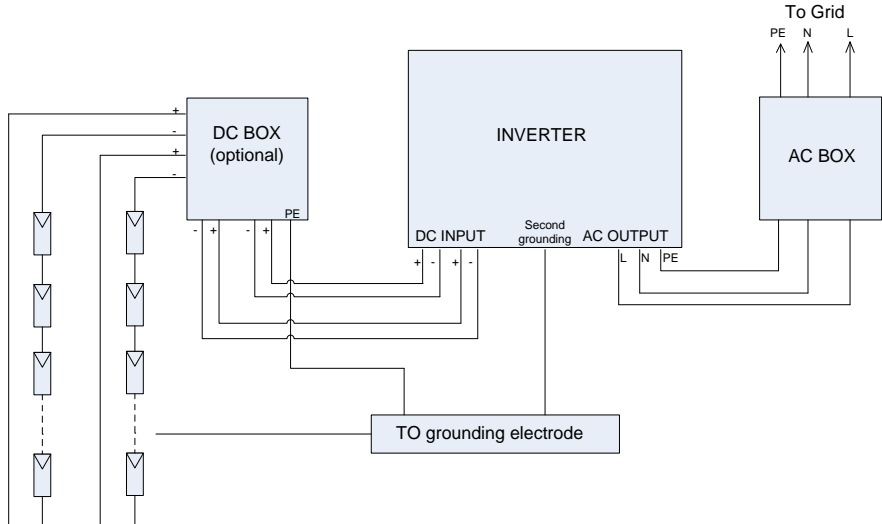 To Grid
PE N L
+
-
+
-
DC BOX
(optional)
PE
- + - +
INVERTER
DC INPUT
Second
grounding
AC OUTPUT
+ - + -
L N PE
AC BOX
TO grounding electrode